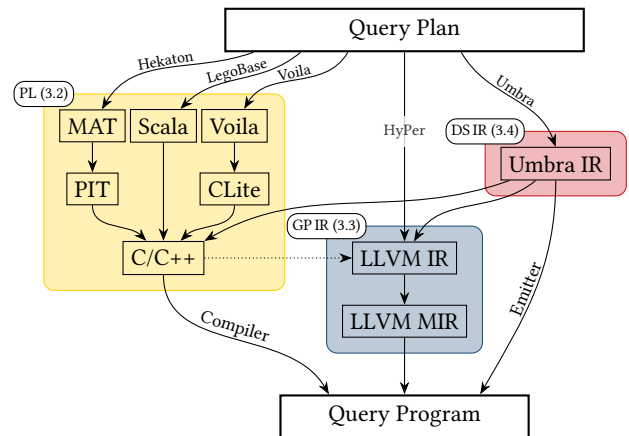 Query Plan
Hekaton
LegoBase
Voila
Umbra
PL (3.2)
HyPer
DS IR (3.4)
MAT
Scala
Voila
Umbra IR
PIT
CLite
GP IR (3.3)
C/C++
LLVM IR
LLVM MIR
Compiler
Emitter
Query Program